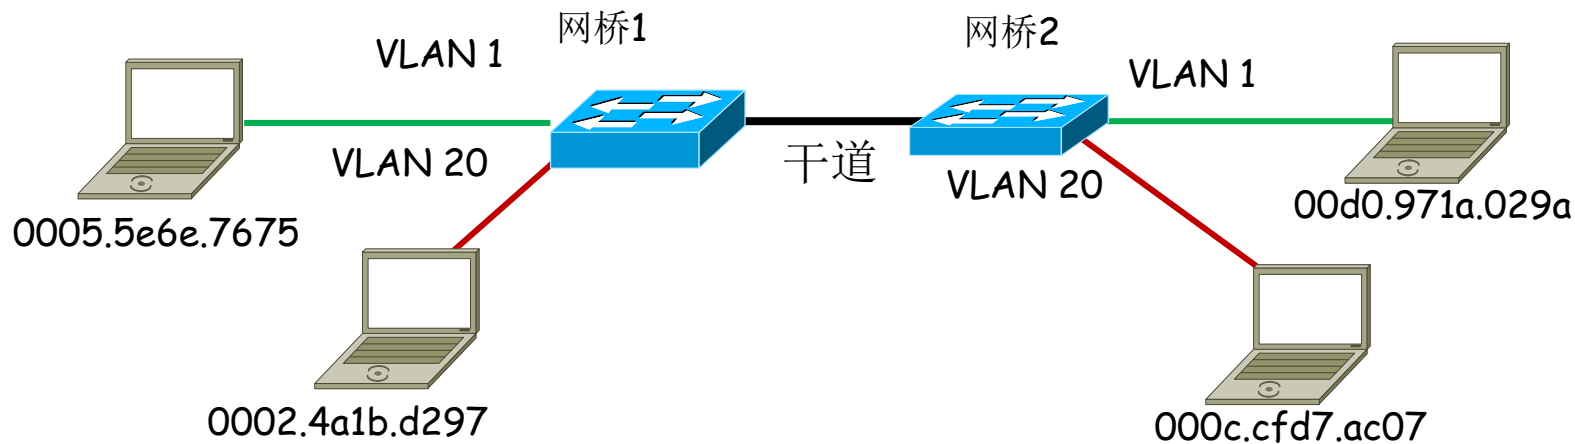 网桥1
网桥2
VLAN 1
VLAN 1
干道
VLAN 20
VLAN 20
00d0.971a.029a
0005.5e6e.7675
0002.4a1b.d297
000c.cfd7.ac07